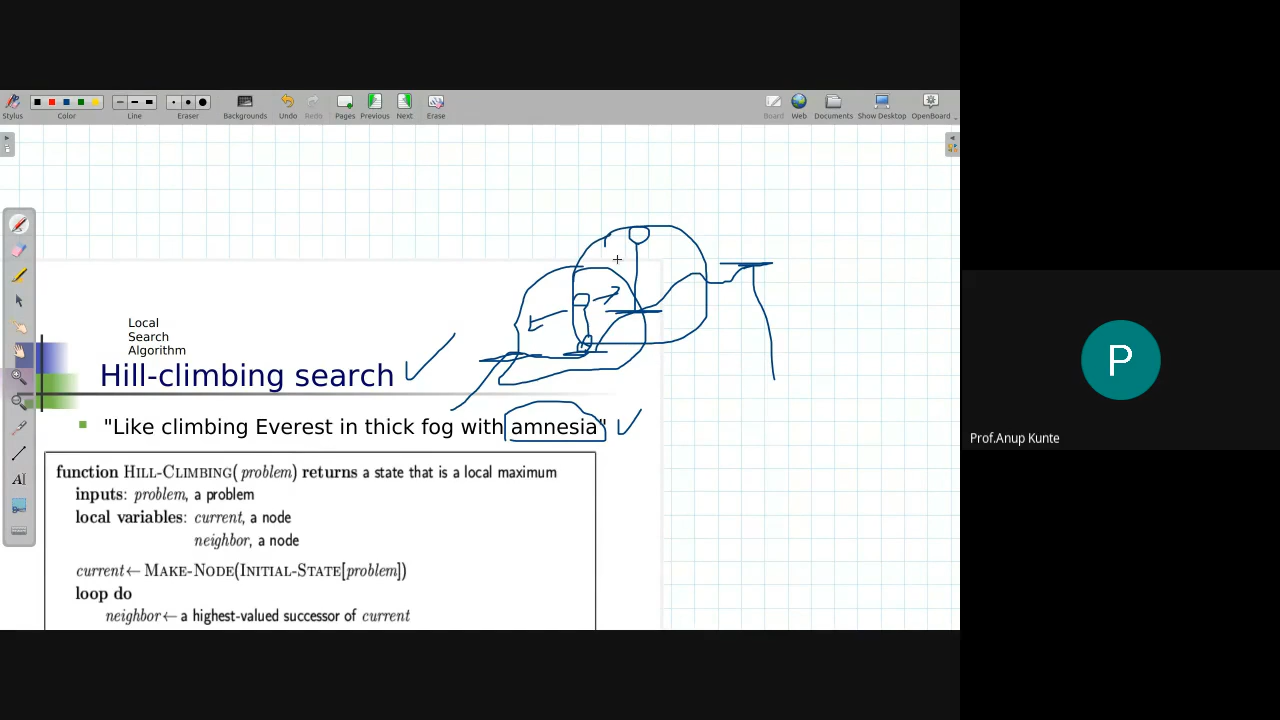 Stylus
Color
Line
Eraser
Backgrounds
Undo
Redo
Pages
Previous
Next
Erase
Board
Web
Documents
Show Desktop
OpenBoard
Local
Search
Algorithm
Hill-climbing search
"Like climbing Everest in thick fog with amnesia"
function HILL-CLIMBING(problem) returns a state that is a local maximum
inputs: problem, a problem
local variables: current, a node
neighbor, a node
current ← MAKE-NODE(INITIAL-STATE[problem])
loop do
neighbor ← a highest-valued successor of current
P
Prof.Anup Kunte